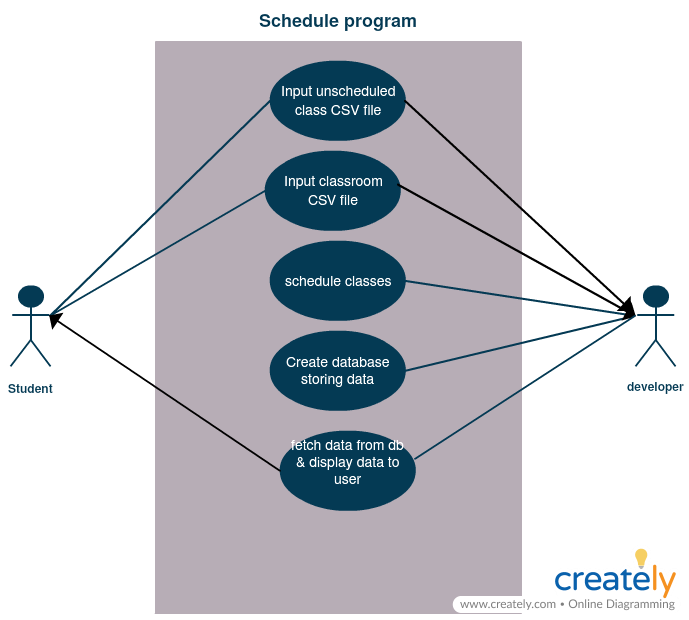 Schedule program
Input unscheduled
class CSV file
Input classroom
CSV file
schedule classes
Create database
storing data
fetch data from db
& display data to
user
Student
developer
creately
www.creately.com • Online Diagramming